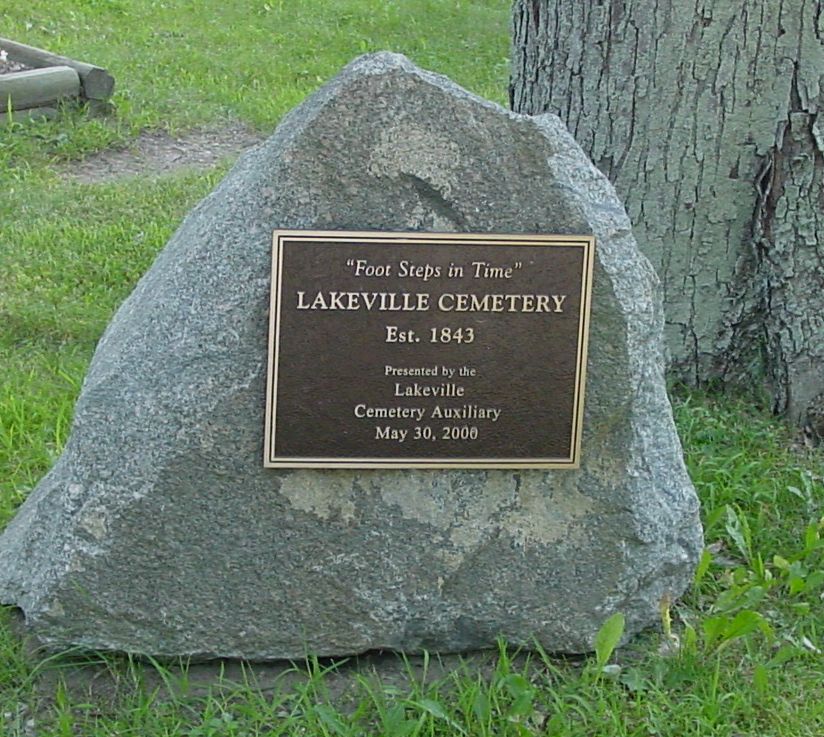 "Foot Steps in Time"
LAKEVILLE CEMETERY
Est. 1843
Presented by the
Lakeville
Cemetery Auxiliary
May 30, 2000